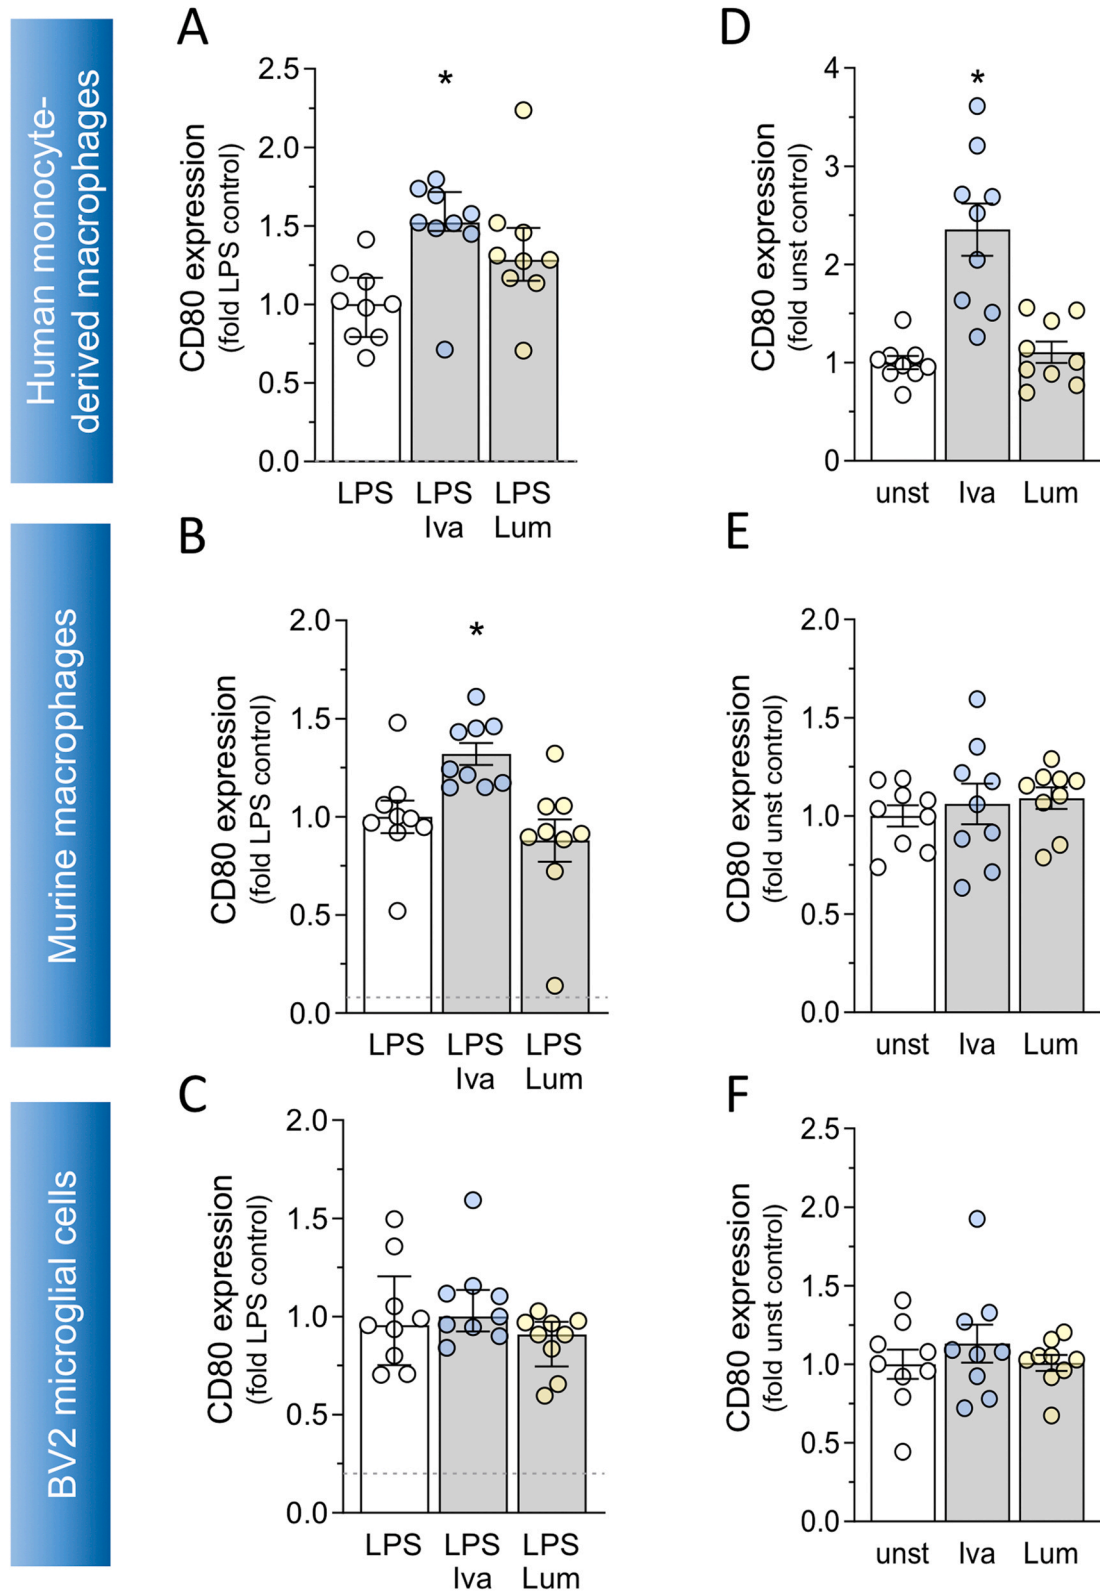 Human monocyte-
derived macrophages
A
CD80 expression
(fold LPS control)
2.5
2.0
1.5
1.0
0.5
0.0
*
LPS
LPS
Iva
LPS
Lum
D
CD80 expression
(fold unst control)
4
3
2
1
0
*
unst
Iva
Lum
Murine macrophages
B
CD80 expression
(fold LPS control)
2.0
1.5
1.0
0.5
0.0
*
LPS
LPS
Iva
LPS
Lum
E
CD80 expression
(fold unst control)
2.0
1.5
1.0
0.5
0.0
unst
Iva
Lum
BV2 microglial cells
C
CD80 expression
(fold LPS control)
2.0
1.5
1.0
0.5
0.0
LPS
LPS
Iva
LPS
Lum
F
CD80 expression
(fold unst control)
2.5
2.0
1.5
1.0
0.5
0.0
unst
Iva
Lum